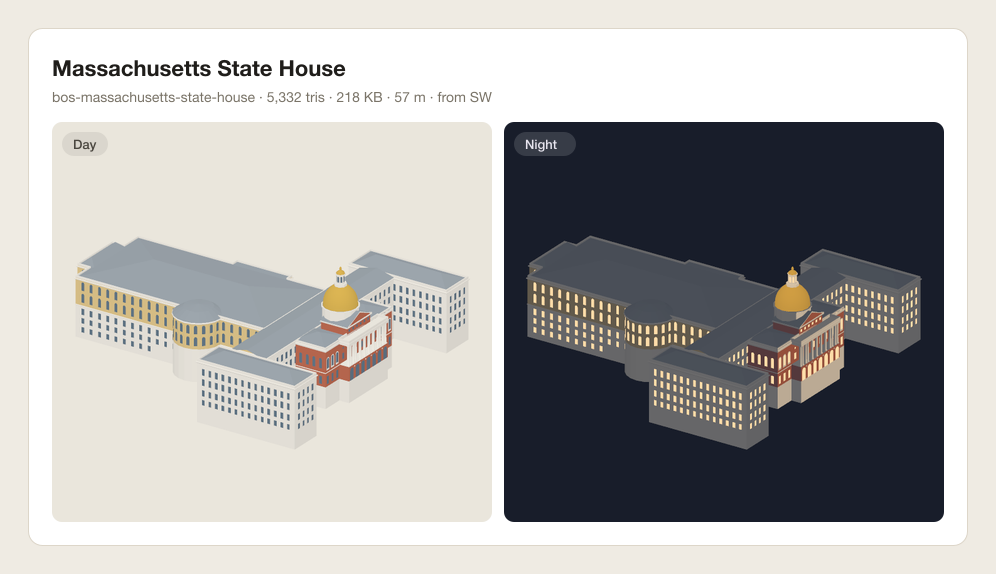 Massachusetts State House
bos-massachusetts-state-house · 5,332 tris · 218 KB · 57 m · from SW
Day
Night